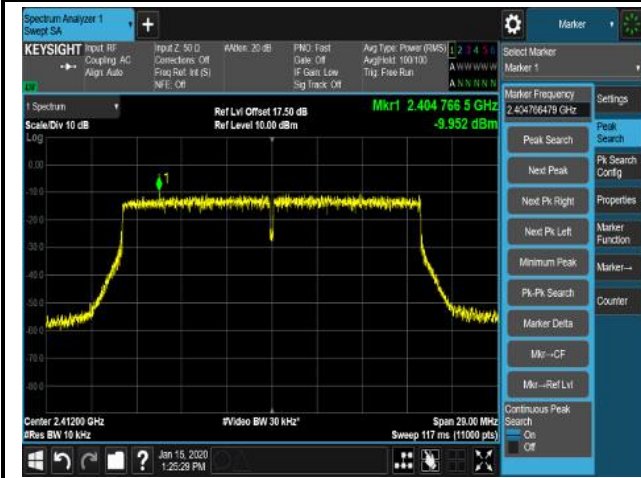 Spectrum Analyzer 1
Swept SA
Marker
KEYSIGHT
Input: RF
Coupling: AC
Align: Auto
Input Z: 50 Ω
Corrections: Off
Freq Ref: Int (S)
NFE: Off
#Atten: 20 dB
PNO: Fast
Gate: Off
IF Gain: Low
Sig Track: Off
Avg Type: Power (RMS)
Avg|Hold: 100/100
Trig: Free Run
1 2 3 4 5 6
A W W W W W
A N N N N N
Select Marker
Marker 1
1 Spectrum
Scale/Div 10 dB
Log
Ref Lvl Offset 17.50 dB
Ref Level 10.00 dBm
Mkr1 2.404 766 5 GHz
-9.952 dBm
Marker Frequency
2.404766479 GHz
Peak Search
Next Peak
Next Pk Right
Next Pk Left
Minimum Peak
Pk-Pk Search
Marker Delta
Mkr→CF
Mkr→Ref Lvl
Continuous Peak
Search
On
Off
Settings
Peak
Search
Pk Search
Config
Properties
Marker
Function
Marker→
Counter
0.00
-10.0
-20.0
-30.0
-40.0
-50.0
-60.0
-70.0
-80.0
1
Center 2.41200 GHz
#Res BW 10 kHz
#Video BW 30 kHz*
Span 29.00 MHz
Sweep 117 ms (11000 pts)
Jan 15, 2020
1:25:29 PM